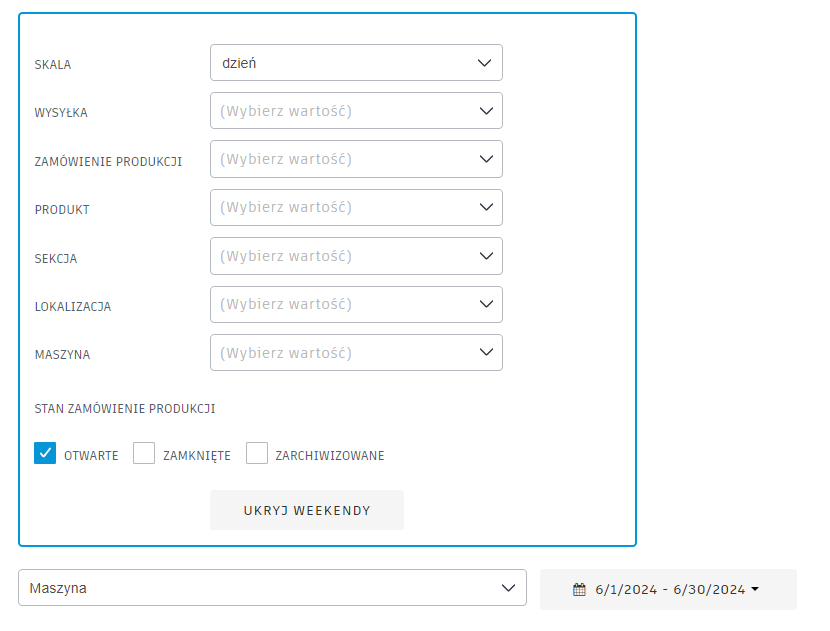 SKALA dzień
WYSYŁKA (Wybierz wartość)
ZAMÓWIENIE PRODUKCJI (Wybierz wartość)
PRODUKT (Wybierz wartość)
SEKCJA (Wybierz wartość)
LOKALIZACJA (Wybierz wartość)
MASZYNA (Wybierz wartość)
STAN ZAMÓWIENIE PRODUKCJI
OTWARTE ZAMKNIĘTE ZARCHIWIZOWANE
UKRYJ WEEKENDY
Maszyna 6/1/2024 - 6/30/2024